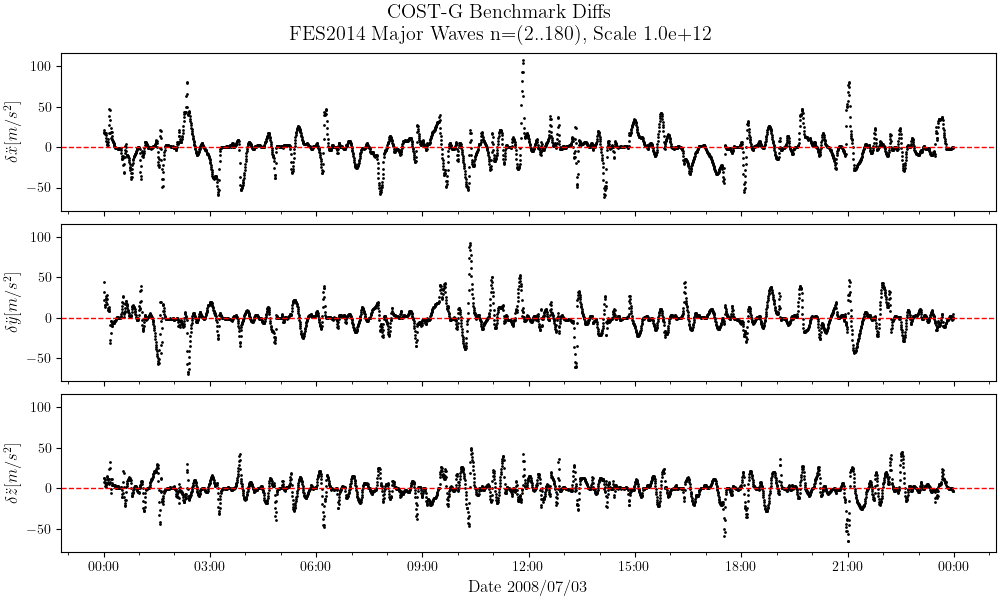 COST-G Benchmark Diffs
FES2014 Major Waves n=(2..180), Scale 1.0e+12
100
50
0
−50
δẍ[m/s²]
100
50
0
−50
δÿ[m/s²]
100
50
0
−50
δz̈[m/s²]
00:00 03:00 06:00 09:00 12:00 15:00 18:00 21:00 00:00
Date 2008/07/03